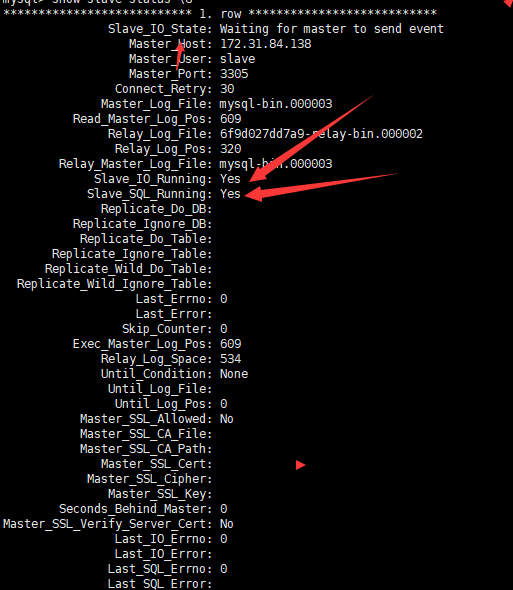 mysql> show slave status \G
*************************** 1. row ***************************
Slave_IO_State: Waiting for master to send event
Master_Host: 172.31.84.138
Master_User: slave
Master_Port: 3305
Connect_Retry: 30
Master_Log_File: mysql-bin.000003
Read_Master_Log_Pos: 609
Relay_Log_File: 6f9d027dd7a9-relay-bin.000002
Relay_Log_Pos: 320
Relay_Master_Log_File: mysql-bin.000003
Slave_IO_Running: Yes
Slave_SQL_Running: Yes
Replicate_Do_DB:
Replicate_Ignore_DB:
Replicate_Do_Table:
Replicate_Ignore_Table:
Replicate_Wild_Do_Table:
Replicate_Wild_Ignore_Table:
Last_Errno: 0
Last_Error:
Skip_Counter: 0
Exec_Master_Log_Pos: 609
Relay_Log_Space: 534
Until_Condition: None
Until_Log_File:
Until_Log_Pos: 0
Master_SSL_Allowed: No
Master_SSL_CA_File:
Master_SSL_CA_Path:
Master_SSL_Cert:
Master_SSL_Cipher:
Master_SSL_Key:
Seconds_Behind_Master: 0
Master_SSL_Verify_Server_Cert: No
Last_IO_Errno: 0
Last_IO_Error:
Last_SQL_Errno: 0
Last_SQL_Error: